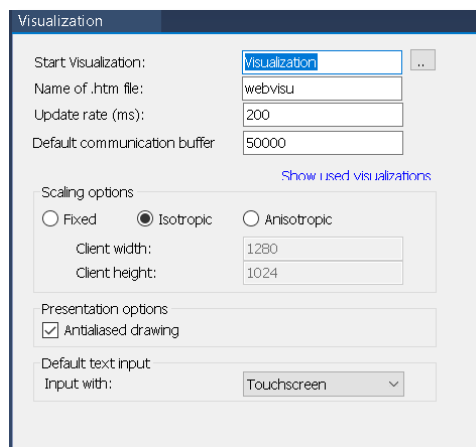 Visualization
Start Visualization: Visualization ..
Name of .htm file: webvisu
Update rate (ms): 200
Default communication buffer 50000
Show used visualizations
Scaling options
Fixed Isotropic Anisotropic
Client width: 1280
Client height: 1024
Presentation options
Antialiased drawing
Default text input
Input with: Touchscreen